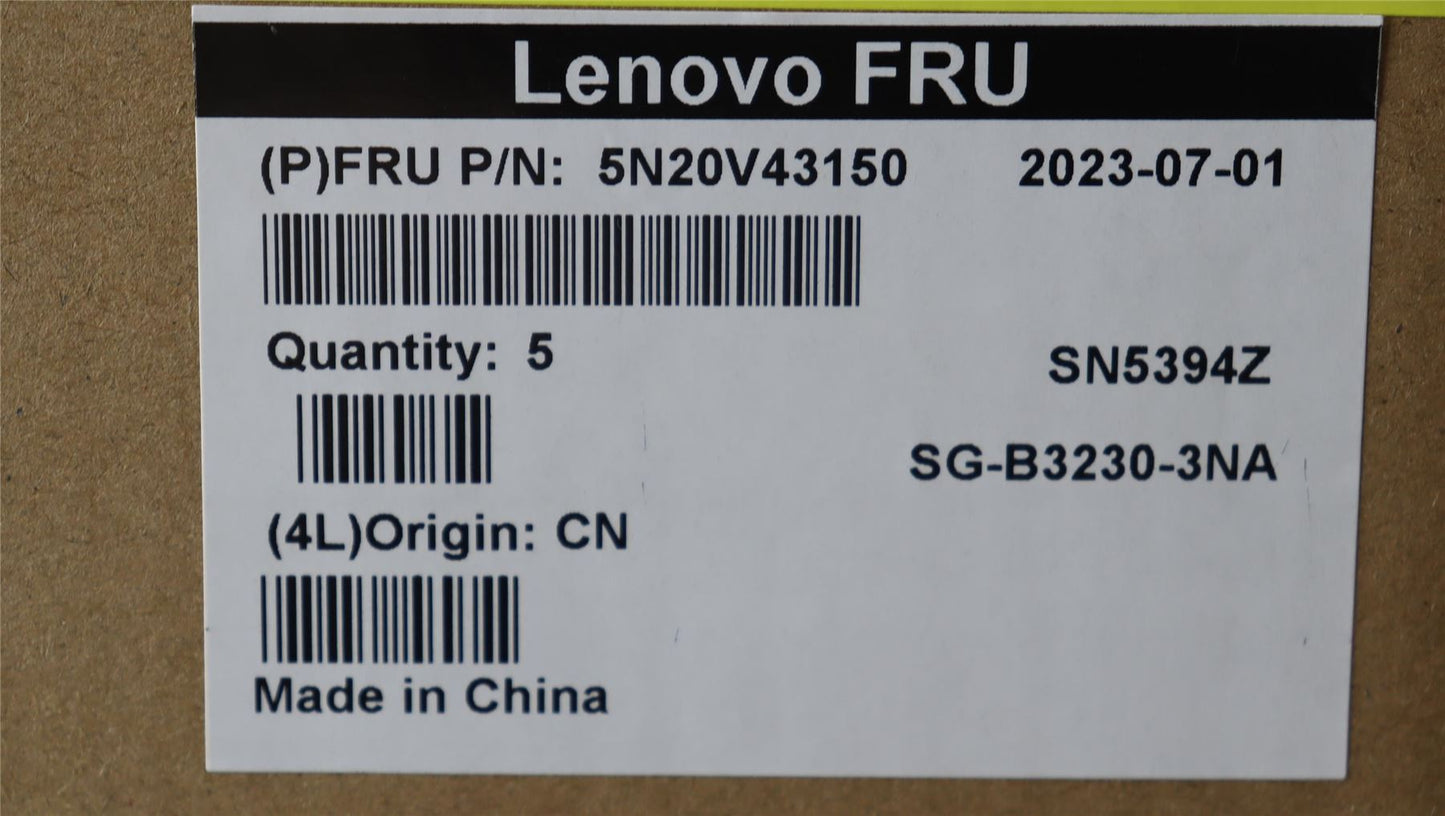 Lenovo FRU
(P)FRU P/N: 5N20V43150 2023-07-01
Quantity: 5
SN5394Z
SG-B3230-3NA
(4L)Origin: CN
Made in China